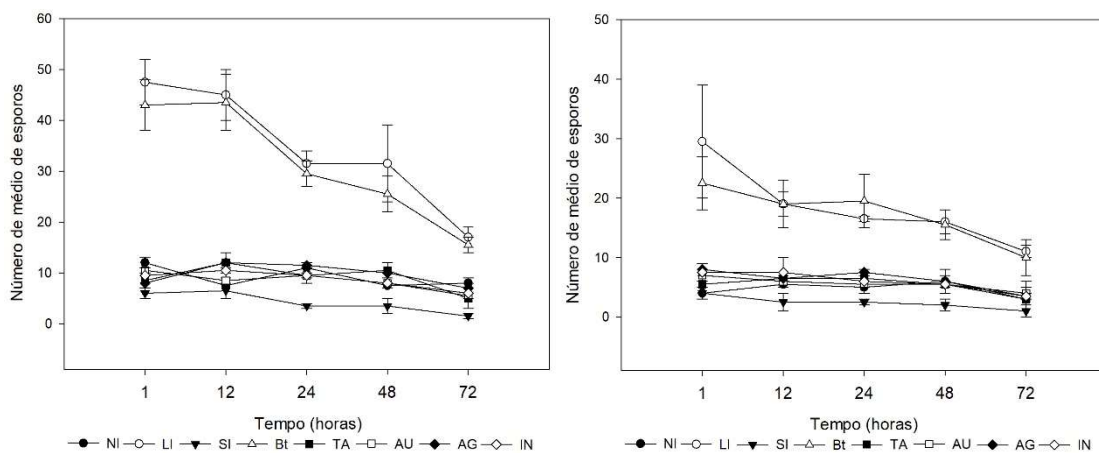 60
50
40
30
20
10
0
Número de médio de esporos
1 12 24 48 72
Tempo (horas)
NI LI SI Bt TA AU AG IN
50
40
30
20
10
0
Número de médio de esporos
1 12 24 48 72
Tempo (horas)
NI LI SI Bt TA AU AG IN